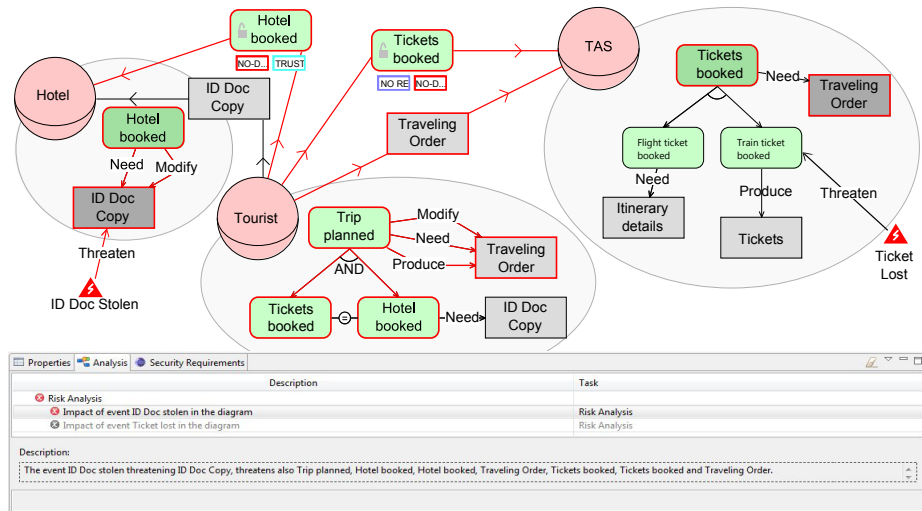 Hotel
booked
NO-D...
TRUST
Tickets
booked
NO RE
NO-D...
TAS
Tickets
booked
Need
Traveling
Order
Hotel
ID Doc
Copy
Hotel
booked
Need
Modify
ID Doc
Copy
Threaten
ID Doc Stolen
Traveling
Order
Flight ticket
booked
Train ticket
booked
Need
Produce
Threaten
Itinerary
details
Tickets
Ticket
Lost
Tourist
Trip
planned
Modify
Need
Produce
Traveling
Order
AND
Tickets
booked
=
Hotel
booked
Need
ID Doc
Copy
Properties
Analysis
Security Requirements
Description
Task
Risk Analysis
Impact of event ID Doc stolen in the diagram
Risk Analysis
Impact of event Ticket lost in the diagram
Risk Analysis
Description:
The event ID Doc stolen threatening ID Doc Copy, threatens also Trip planned, Hotel booked, Hotel booked, Traveling Order, Tickets booked, Tickets booked and Traveling Order.